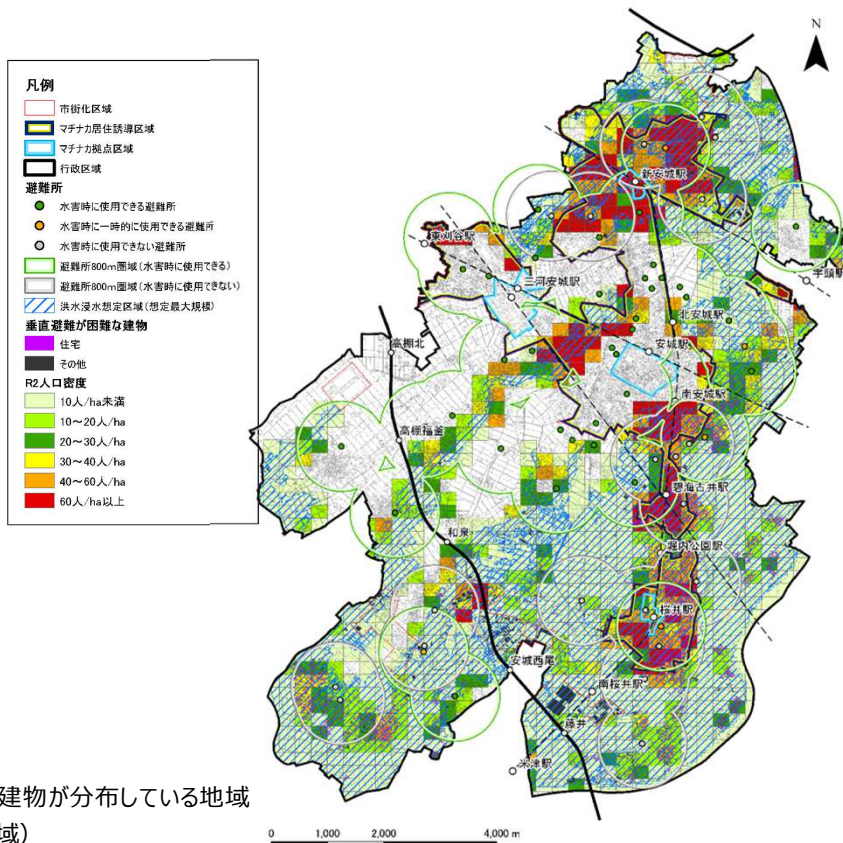 N
凡例
市街化区域
マチナカ居住誘導区域
マチナカ拠点区域
行政区域
避難所
水害時に使用できる避難所
水害時に一時的に使用できる避難所
水害時に使用できない避難所
避難所800m圏域(水害時に使用できる)
避難所800m圏域(水害時に使用できない)
洪水浸水想定区域(想定最大規模)
垂直避難が困難な建物
住宅
その他
R2人口密度
10人/ha未満
10～20人/ha
20～30人/ha
30～40人/ha
40～60人/ha
60人/ha以上
新安城駅
東刈谷駅
宇頭駅
三河安城駅
北安城駅
高棚北
安城駅
南安城駅
高棚福釜
碧海古井駅
和泉
堀内公園駅
桜井駅
安城西尾
南桜井駅
藤井
米津駅
建物が分布している地域
域）
0 1,000 2,000 4,000 m